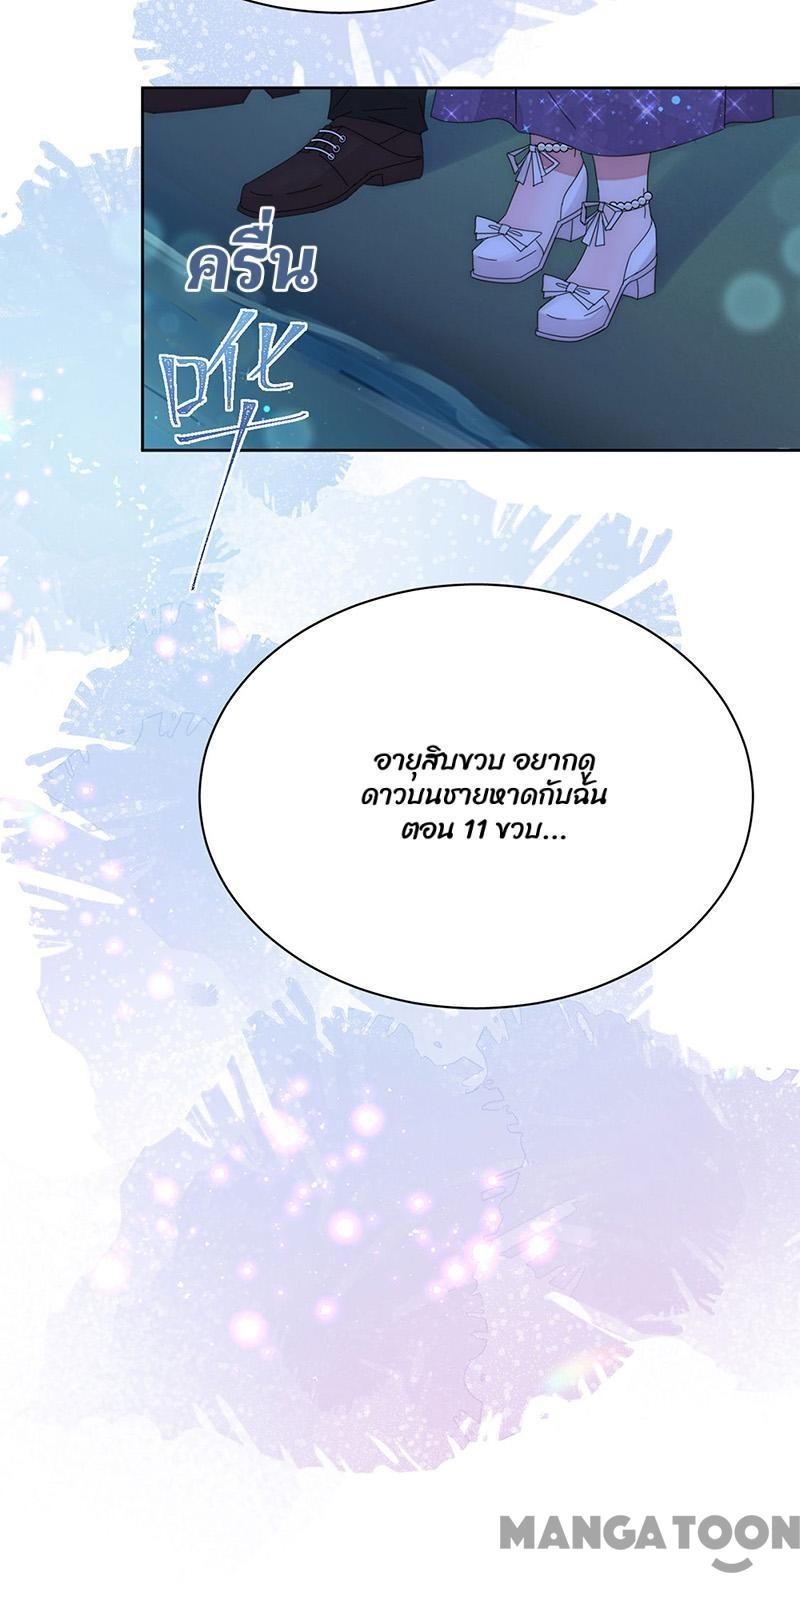 ครื่น
哗
อายุสิบขวบ อยากดู
ดาวบนชายหาดกับฉัน
ตอน 11 ขวบ...
MANGATOON